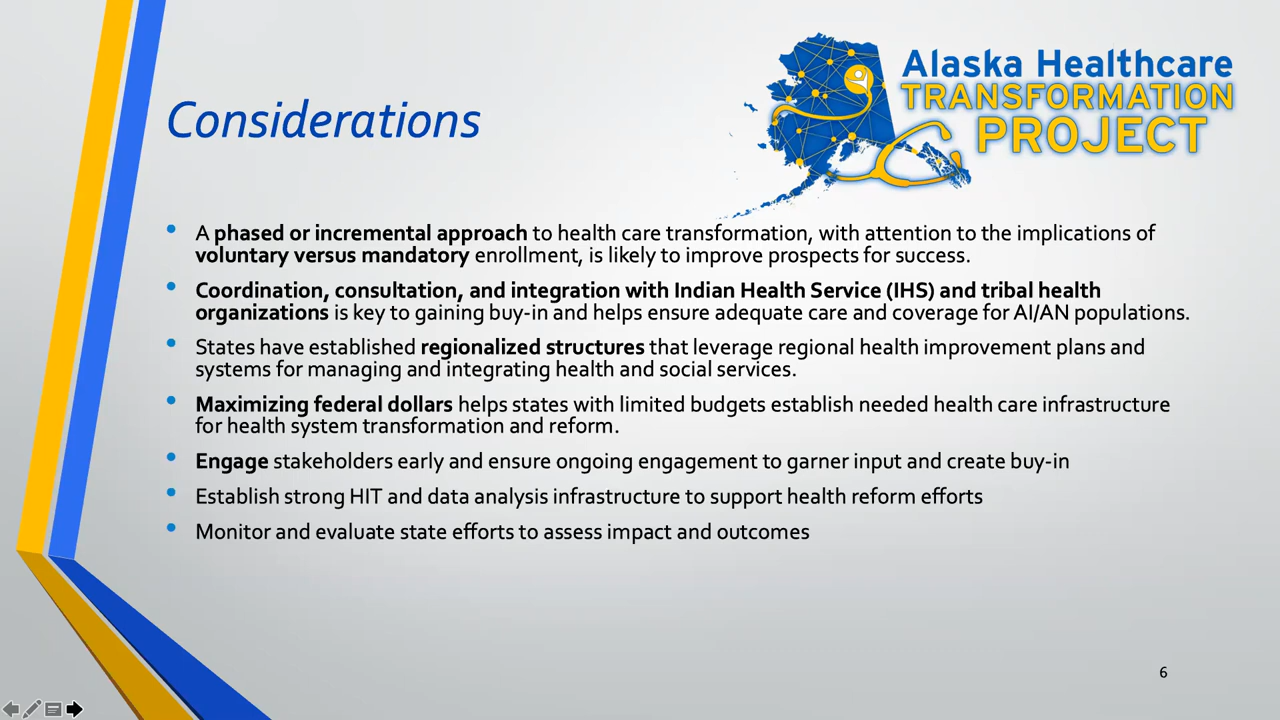 Alaska Healthcare
TRANSFORMATION
PROJECT
Considerations
• A phased or incremental approach to health care transformation, with attention to the implications of
voluntary versus mandatory enrollment, is likely to improve prospects for success.
• Coordination, consultation, and integration with Indian Health Service (IHS) and tribal health
organizations is key to gaining buy-in and helps ensure adequate care and coverage for AI/AN populations.
• States have established regionalized structures that leverage regional health improvement plans and
systems for managing and integrating health and social services.
• Maximizing federal dollars helps states with limited budgets establish needed health care infrastructure
for health system transformation and reform.
• Engage stakeholders early and ensure ongoing engagement to garner input and create buy-in
• Establish strong HIT and data analysis infrastructure to support health reform efforts
• Monitor and evaluate state efforts to assess impact and outcomes
6